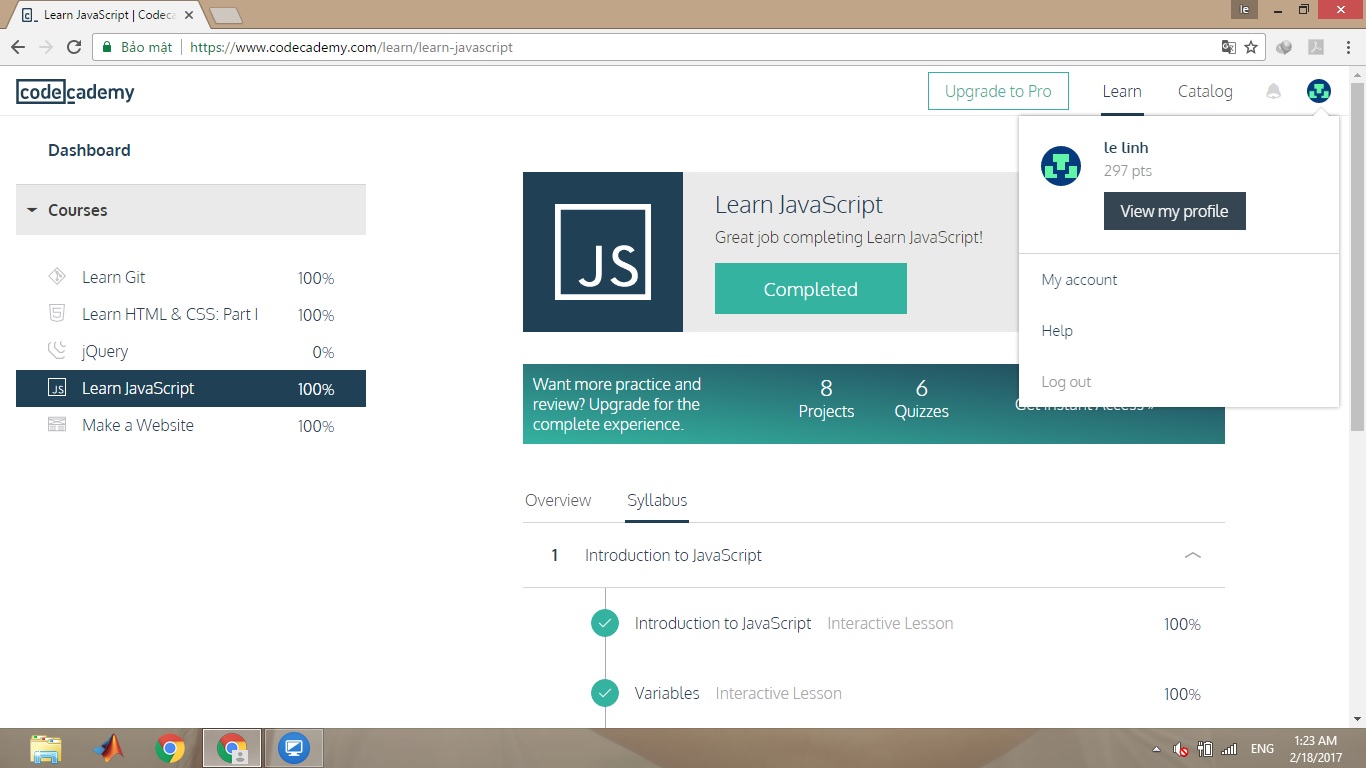 Learn JavaScript | Codeca
le
Bảo mật
https://www.codecademy.com/learn/learn-javascript
codecademy
Upgrade to Pro
Learn
Catalog
le linh
297 pts
View my profile
My account
Help
Log out
Dashboard
Courses
Learn Git 100%
Learn HTML & CSS: Part I 100%
jQuery 0%
JS Learn JavaScript 100%
Make a Website 100%
JS
Learn JavaScript
Great job completing Learn JavaScript!
Completed
Want more practice and
review? Upgrade for the
complete experience.
8
Projects
6
Quizzes
Get Instant Access »
Overview
Syllabus
1 Introduction to JavaScript
Introduction to JavaScript Interactive Lesson 100%
Variables Interactive Lesson 100%
ENG
1:23 AM
2/18/2017